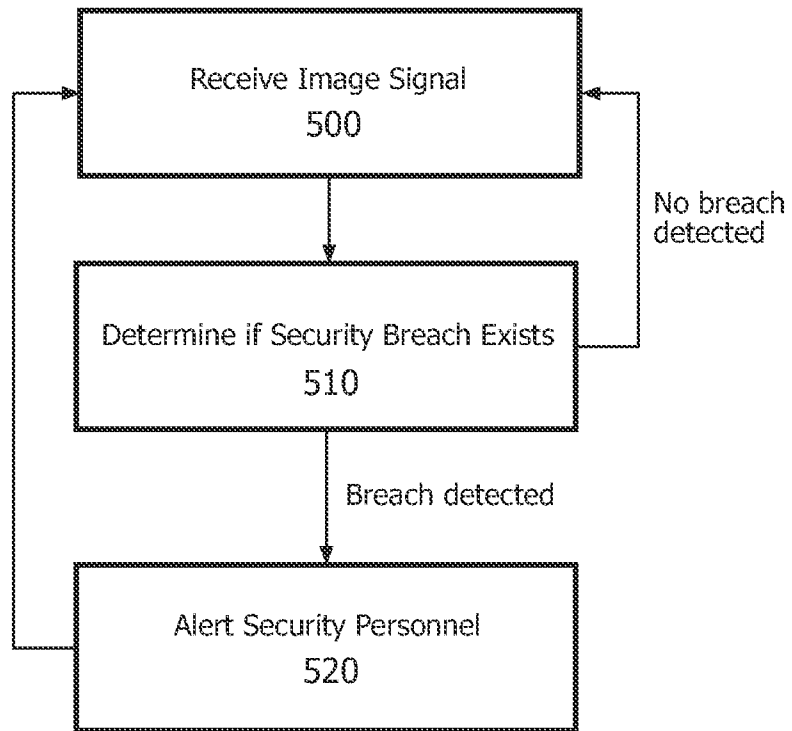 Receive Image Signal
500
No breach
detected
Determine if Security Breach Exists
510
Breach detected
Alert Security Personnel
520